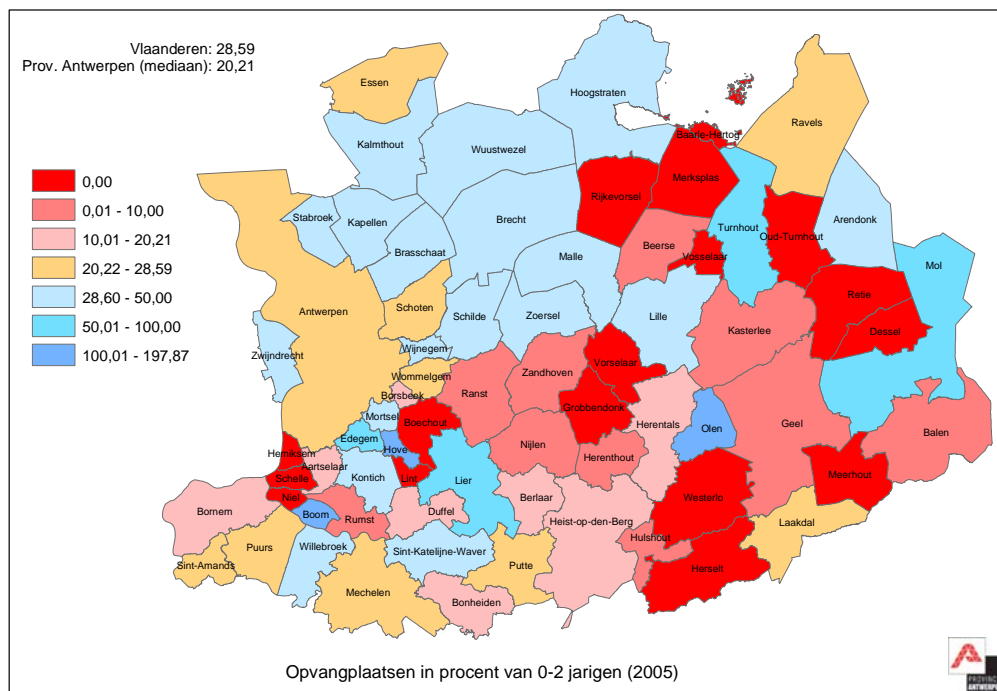 Vlaanderen: 28,59
Prov. Antwerpen (mediaan): 20,21
0,00
0,01 - 10,00
10,01 - 20,21
20,22 - 28,59
28,60 - 50,00
50,01 - 100,00
100,01 - 197,87
Essen
Hoogstraten
Ravels
Baarle-Hertog
Kalmthout
Wuustwezel
Merksplas
Rijkevorsel
Stabroek
Kapellen
Brecht
Turnhout
Arendonk
Oud-Turnhout
Beerse
Brasschaat
Vosselaar
Malle
Mol
Retie
Antwerpen
Schoten
Schilde
Zoersel
Lille
Kasterlee
Dessel
Wijnegem
Zwijndrecht
Vorselaar
Zandhoven
Wommelgem
Borsbeek
Ranst
Grobbendonk
Mortsel
Boechout
Herentals
Olen
Geel
Balen
Edegem
Hove
Nijlen
Herenthout
Hemiksem
Aartselaar
Schelle
Kontich
Lint
Lier
Meerhout
Niel
Berlaar
Westerlo
Bornem
Boom
Rumst
Duffel
Heist-op-den-Berg
Laakdal
Hulshout
Puurs
Willebroek
Sint-Katelijne-Waver
Sint-Amands
Putte
Herselt
Mechelen
Bonheiden
Opvangplaatsen in procent van 0-2 jarigen (2005)
PROVINCIE
ANTWERPEN